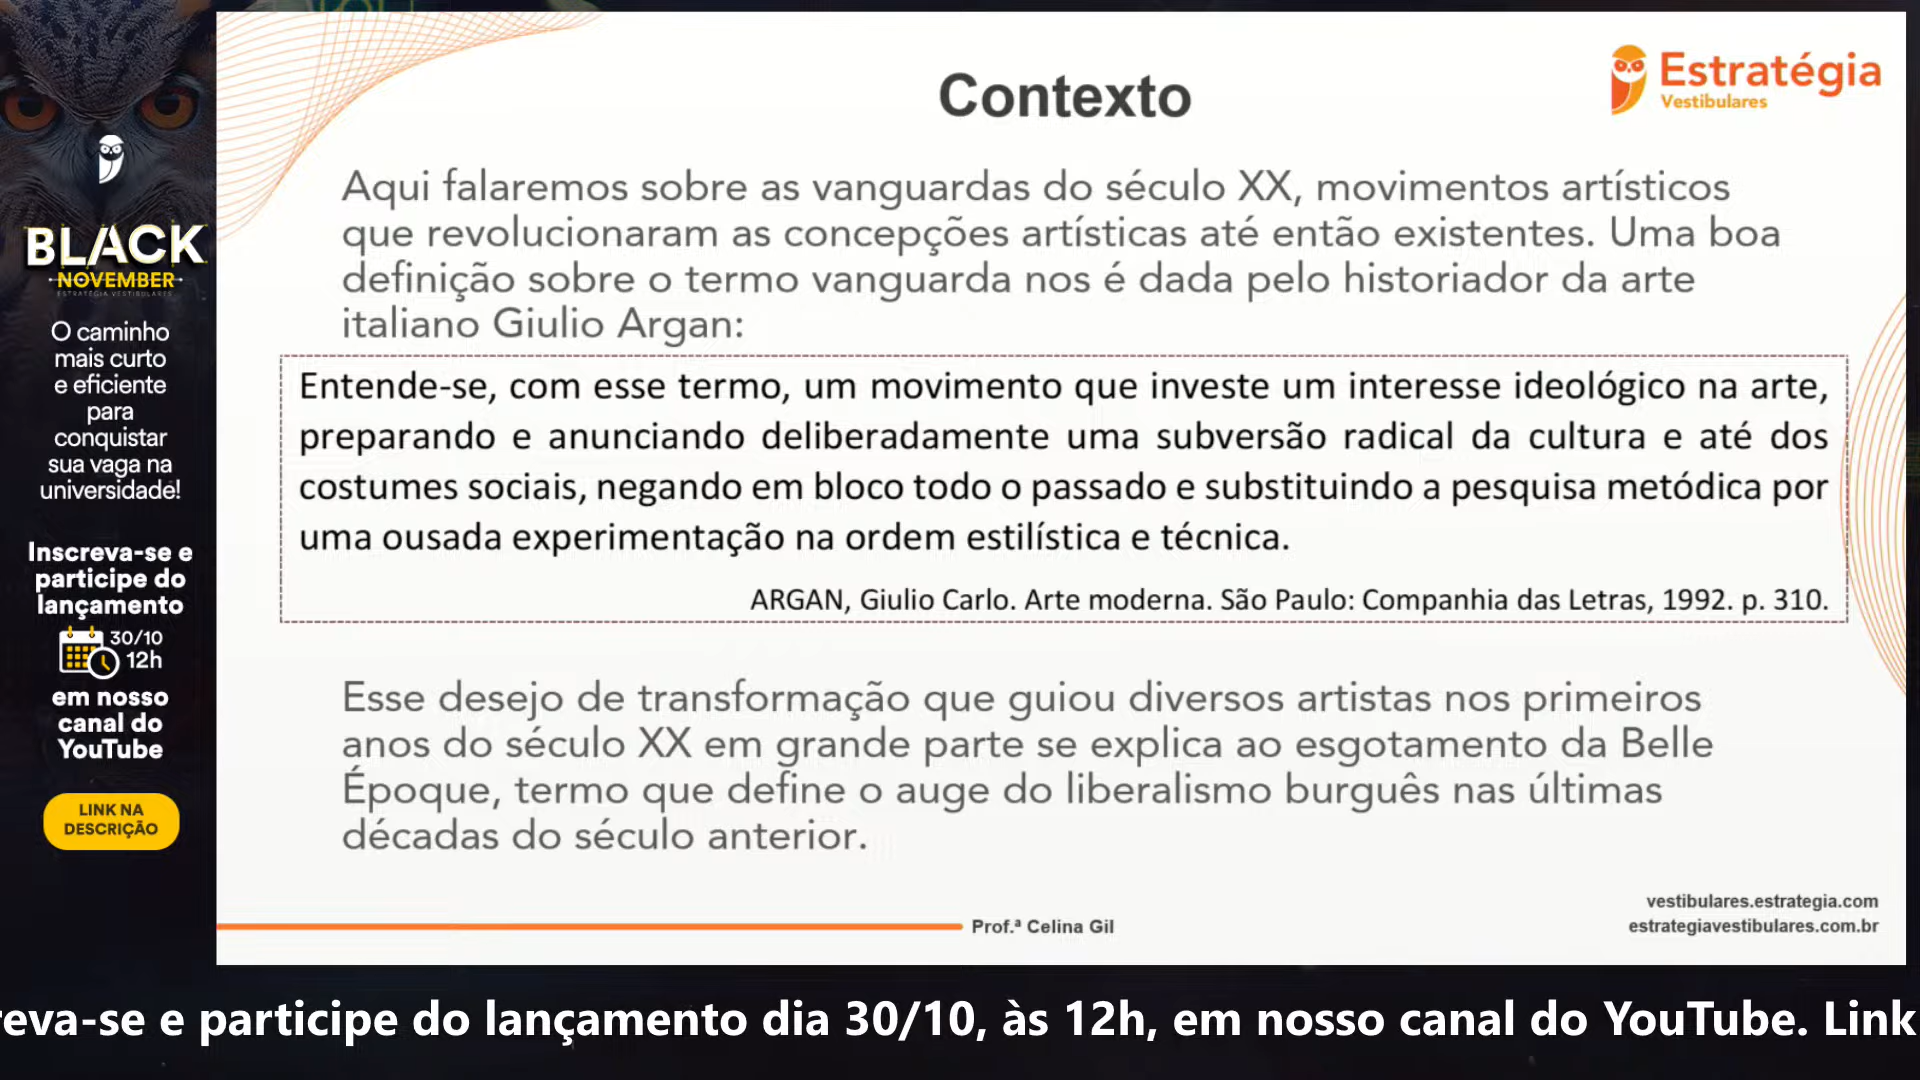 Contexto
Estratégia
Vestibulares
Aqui falaremos sobre as vanguardas do século XX, movimentos artísticos
que revolucionaram as concepções artísticas até então existentes. Uma boa
definição sobre o termo vanguarda nos é dada pelo historiador da arte
italiano Giulio Argan:
Entende-se, com esse termo, um movimento que investe um interesse ideológico na arte,
preparando e anunciando deliberadamente uma subversão radical da cultura e até dos
costumes sociais, negando em bloco todo o passado e substituindo a pesquisa metódica por
uma ousada experimentação na ordem estilística e técnica.
ARGAN, Giulio Carlo. Arte moderna. São Paulo: Companhia das Letras, 1992. p. 310.
Esse desejo de transformação que guiou diversos artistas nos primeiros
anos do século XX em grande parte se explica ao esgotamento da Belle
Époque, termo que define o auge do liberalismo burguês nas últimas
décadas do século anterior.
Prof.ª Celina Gil
vestibulares.estrategia.com
estrategiavestibulares.com.br
BLACK
NOVEMBER
ESTRATÉGIA VESTIBULARES
O caminho
mais curto
e eficiente
para
conquistar
sua vaga na
universidade!
Inscreva-se e
participe do
lançamento
30/10
12h
em nosso
canal do
YouTube
LINK NA
DESCRIÇÃO
reva-se e participe do lançamento dia 30/10, às 12h, em nosso canal do YouTube. Link